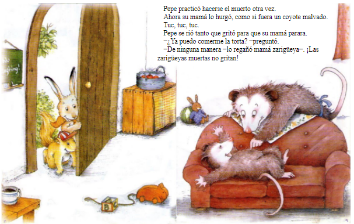 Pepe practicó hacerse el muerto otra vez.
Ahora su mamá lo hurgó, como si fuera un coyote malvado.
Tuc, tuc, tuc.
Pepe se rió tanto que gritó para que su mamá parara.
–¿Ya puedo comerme la torta? –preguntó.
–De ninguna manera –lo regañó mamá zarigüeya–. ¡Las
zarigüeyas muertas no gritan!